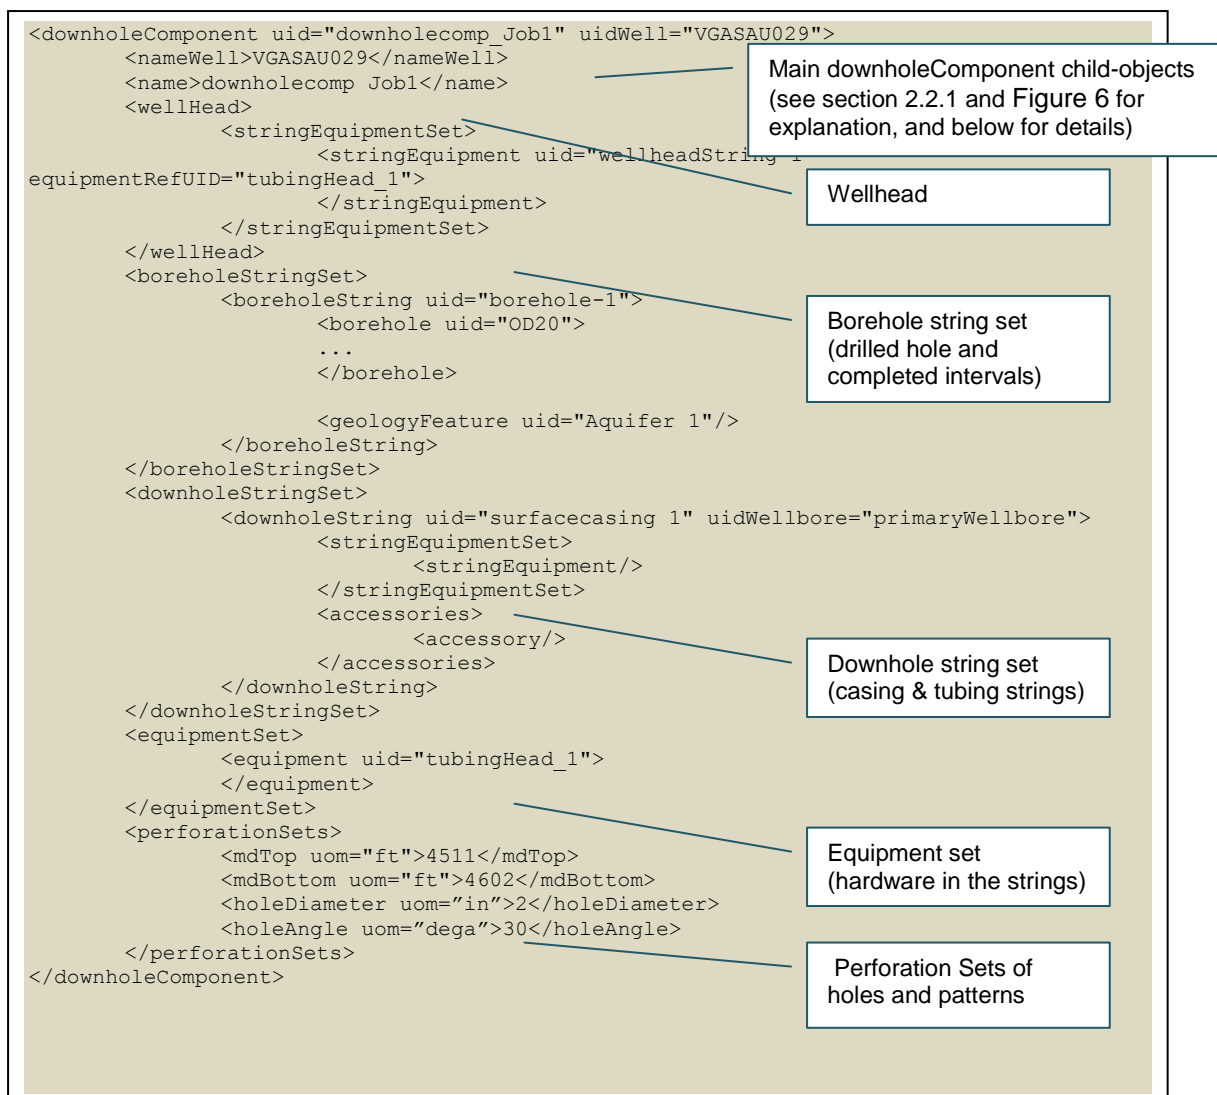 <downholeComponent uid="downholecomp_Job1" uidWell="VGASAU029">
<nameWell>VGASAU029</nameWell>
<name>downholecomp Job1</name>
<wellHead>
<stringEquipmentSet>
<stringEquipment uid="wellheadString
equipmentRefUID="tubingHead_1">
</stringEquipment>
</stringEquipmentSet>
</wellHead>
<boreholeStringSet>
<boreholeString uid="borehole-1">
<borehole uid="OD20">
...
</borehole>
<geologyFeature uid="Aquifer 1"/>
</boreholeString>
</boreholeStringSet>
<downholeStringSet>
<downholeString uid="surfacecasing 1" uidWellbore="primaryWellbore">
<stringEquipmentSet>
<stringEquipment/>
</stringEquipmentSet>
<accessories>
<accessory/>
</accessories>
</downholeString>
</downholeStringSet>
<equipmentSet>
<equipment uid="tubingHead_1">
</equipment>
</equipmentSet>
<perforationSets>
<mdTop uom="ft">4511</mdTop>
<mdBottom uom="ft">4602</mdBottom>
<holeDiameter uom=”in”>2</holeDiameter>
<holeAngle uom=”dega”>30</holeAngle>
</perforationSets>
</downholeComponent>
Main downholeComponent child-objects
(see section 2.2.1 and Figure 6 for
explanation, and below for details)
Wellhead
Borehole string set
(drilled hole and
completed intervals)
Downhole string set
(casing & tubing strings)
Equipment set
(hardware in the strings)
Perforation Sets of
holes and patterns